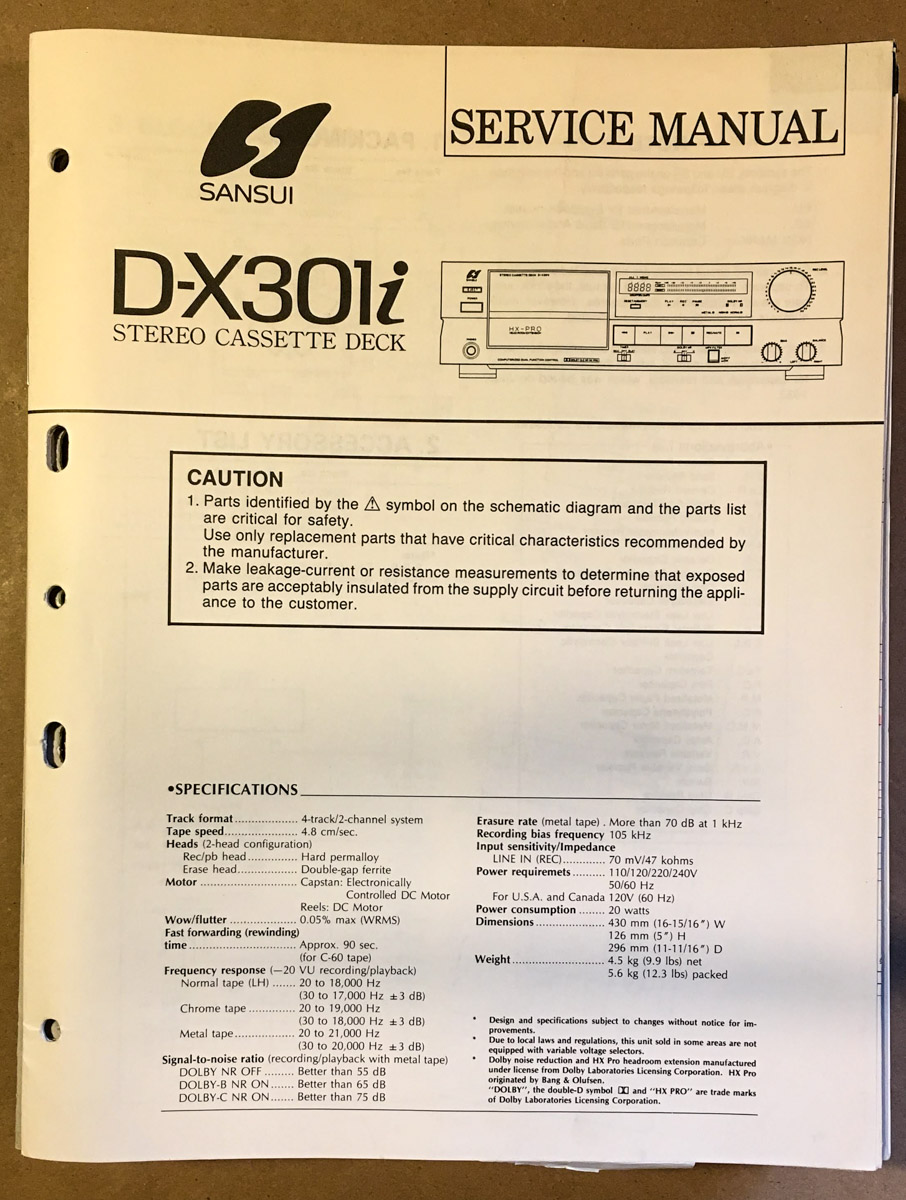 SERVICE MANUAL
SANSUI
D-X301i
STEREO CASSETTE DECK
HX-PRO
CAUTION
1. Parts identified by the ⚠ symbol on the schematic diagram and the parts list
are critical for safety.
Use only replacement parts that have critical characteristics recommended by
the manufacturer.
2. Make leakage-current or resistance measurements to determine that exposed
parts are acceptably insulated from the supply circuit before returning the appli-
ance to the customer.
•SPECIFICATIONS
Track format.................. 4-track/2-channel system
Tape speed.................... 4.8 cm/sec.
Heads (2-head configuration)
Rec/pb head.............. Hard permalloy
Erase head................. Double-gap ferrite
Motor ........................... Capstan: Electronically
Controlled DC Motor
Reels: DC Motor
Wow/flutter ................... 0.05% max (WRMS)
Fast forwarding (rewinding)
time.............................. Approx. 90 sec.
(for C-60 tape)
Frequency response (−20 VU recording/playback)
Normal tape (LH) ....... 20 to 18,000 Hz
(30 to 17,000 Hz ±3 dB)
Chrome tape .............. 20 to 19,000 Hz
(30 to 18,000 Hz ±3 dB)
Metal tape.................. 20 to 21,000 Hz
(30 to 20,000 Hz ±3 dB)
Signal-to-noise ratio (recording/playback with metal tape)
DOLBY NR OFF ......... Better than 55 dB
DOLBY-B NR ON....... Better than 65 dB
DOLBY-C NR ON....... Better than 75 dB
Erasure rate (metal tape) . More than 70 dB at 1 kHz
Recording bias frequency 105 kHz
Input sensitivity/Impedance
LINE IN (REC)............ 70 mV/47 kohms
Power requiremets ......... 110/120/220/240V
50/60 Hz
For U.S.A. and Canada 120V (60 Hz)
Power consumption ....... 20 watts
Dimensions ................... 430 mm (16-15/16″) W
126 mm (5″) H
296 mm (11-11/16″) D
Weight.......................... 4.5 kg (9.9 lbs) net
5.6 kg (12.3 lbs) packed
* Design and specifications subject to changes without notice for im-
provements.
* Due to local laws and regulations, this unit sold in some areas are not
equipped with variable voltage selectors.
* Dolby noise reduction and HX Pro headroom extension manufactured
under license from Dolby Laboratories Licensing Corporation. HX Pro
originated by Bang & Olufsen.
"DOLBY", the double-D symbol and "HX PRO" are trade marks
of Dolby Laboratories Licensing Corporation.